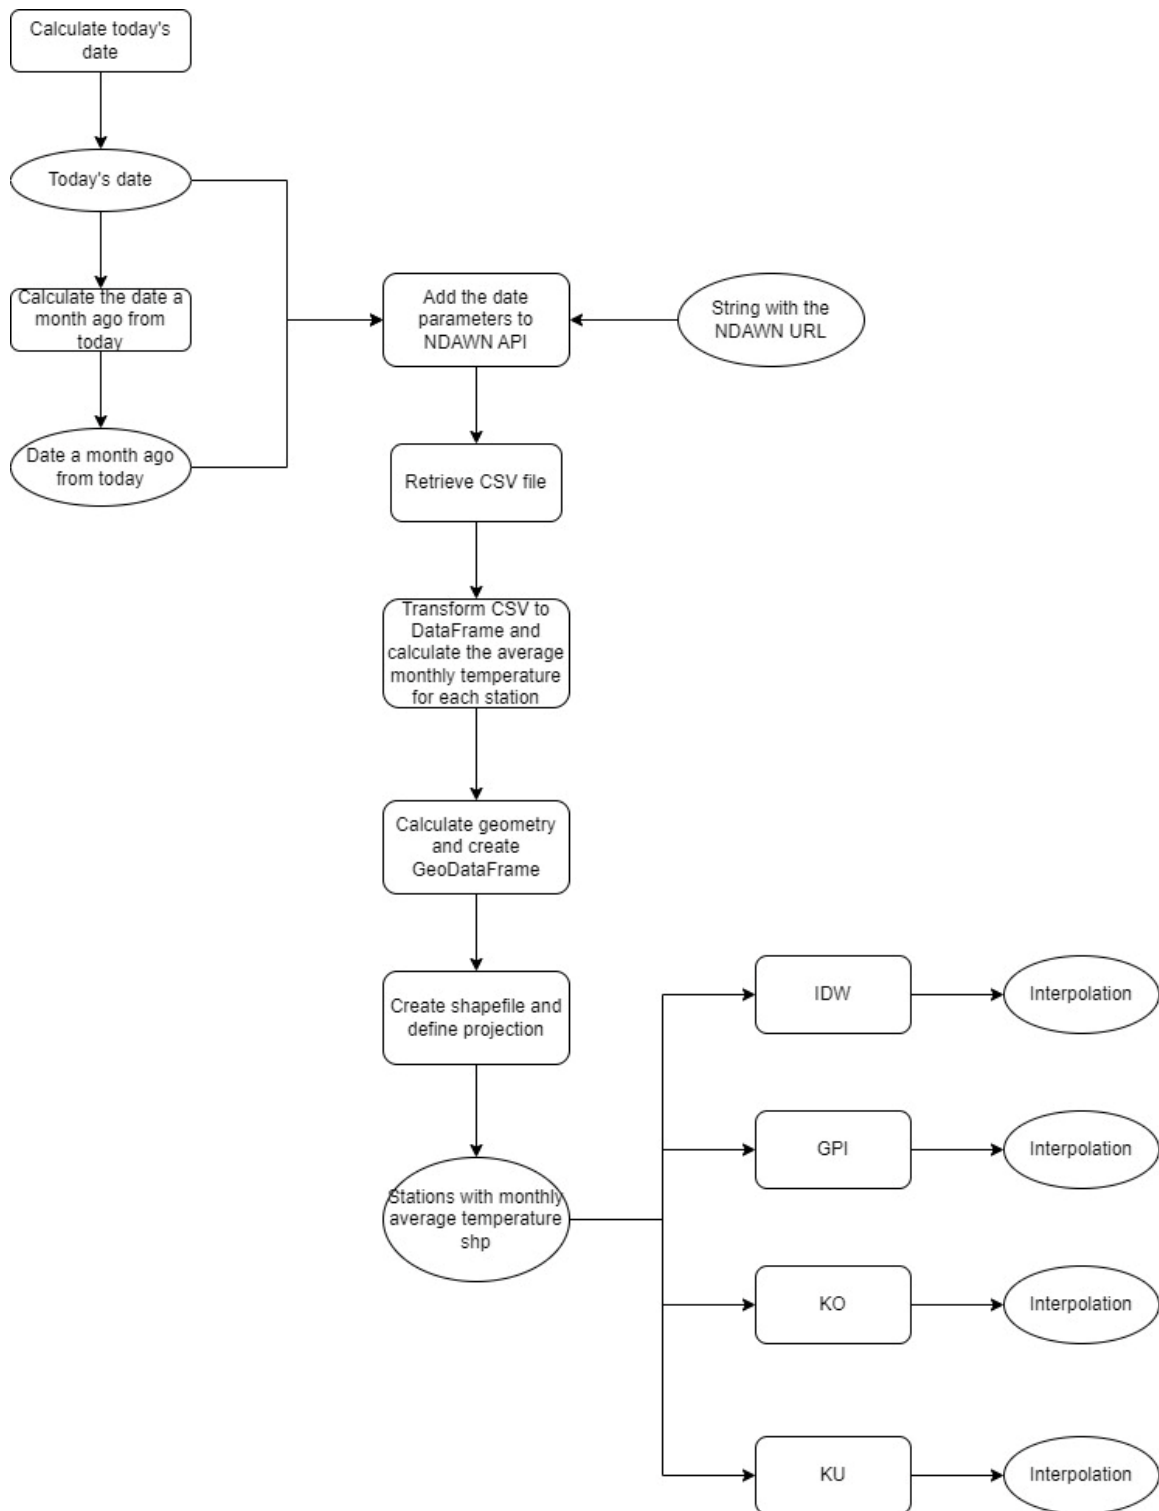 Calculate today's
date
Today's date
Calculate the date a
month ago from
today
Date a month ago
from today
Add the date
parameters to
NDAWN API
String with the
NDAWN URL
Retrieve CSV file
Transform CSV to
DataFrame and
calculate the average
monthly temperature
for each station
Calculate geometry
and create
GeoDataFrame
Create shapefile and
define projection
Stations with monthly
average temperature
shp
IDW
Interpolation
GPI
Interpolation
KO
Interpolation
KU
Interpolation